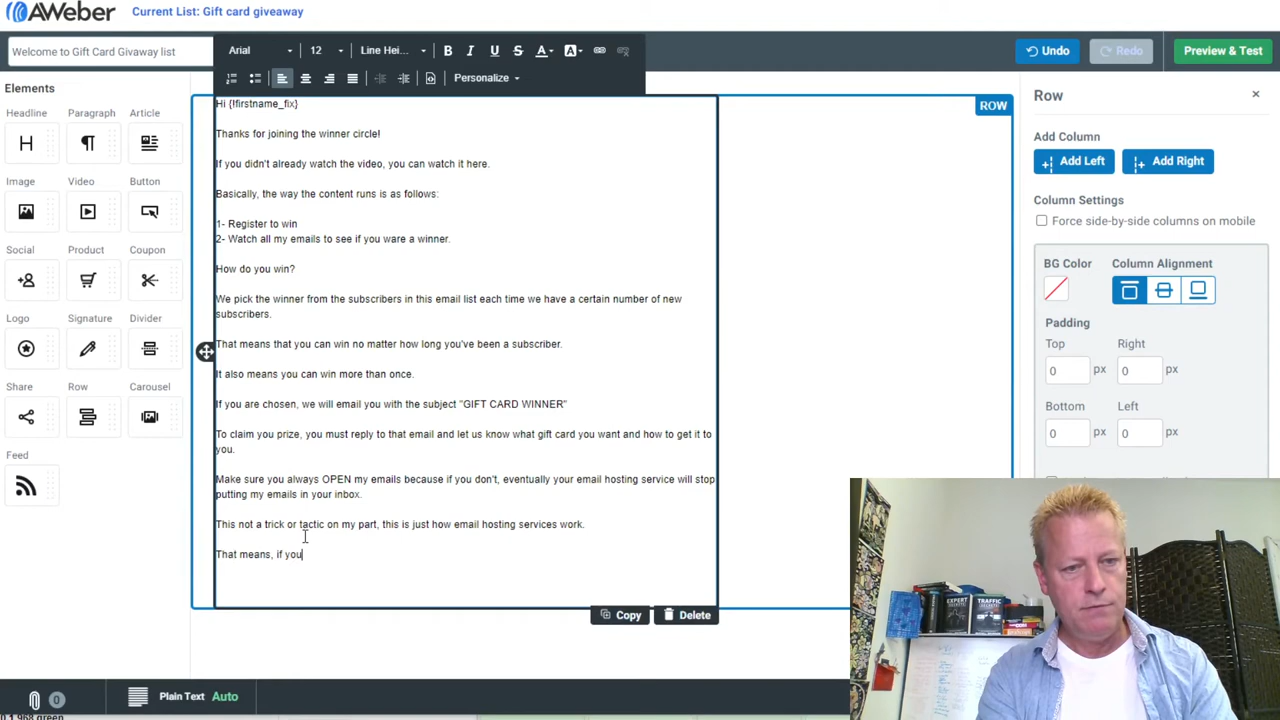 AWeber
Current List: Gift card giveaway
Welcome to Gift Card Givaway list
Arial
12
Line Hei...
B I U S A A
Personalize
Undo
Redo
Preview & Test
Elements
Headline
Paragraph
Article
H
Image
Video
Button
Social
Product
Coupon
Logo
Signature
Divider
Share
Row
Carousel
Feed
Hi {!firstname_fix}
Thanks for joining the winner circle!
If you didn't already watch the video, you can watch it here.
Basically, the way the content runs is as follows:
1- Register to win
2- Watch all my emails to see if you ware a winner.
How do you win?
We pick the winner from the subscribers in this email list each time we have a certain number of new
subscribers.
That means that you can win no matter how long you've been a subscriber.
It also means you can win more than once.
If you are chosen, we will email you with the subject "GIFT CARD WINNER"
To claim you prize, you must reply to that email and let us know what gift card you want and how to get it to
you.
Make sure you always OPEN my emails because if you don't, eventually your email hosting service will stop
putting my emails in your inbox.
This not a trick or tactic on my part, this is just how email hosting services work.
That means, if you
ROW
Copy
Delete
Row
Add Column
Add Left
Add Right
Column Settings
Force side-by-side columns on mobile
BG Color
Column Alignment
Padding
Top
Right
0 px
0 px
Bottom
Left
0 px
0 px
EXPERT
SECRETS
TRAFFIC
SECRETS
0
Plain Text Auto
0.1.968 green